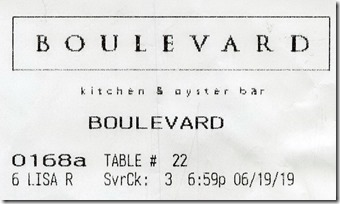 BOULEVARD
kitchen & oyster bar
BOULEVARD
0168a TABLE # 22
6 LISA R SvrCk: 3 6:59p 06/19/19